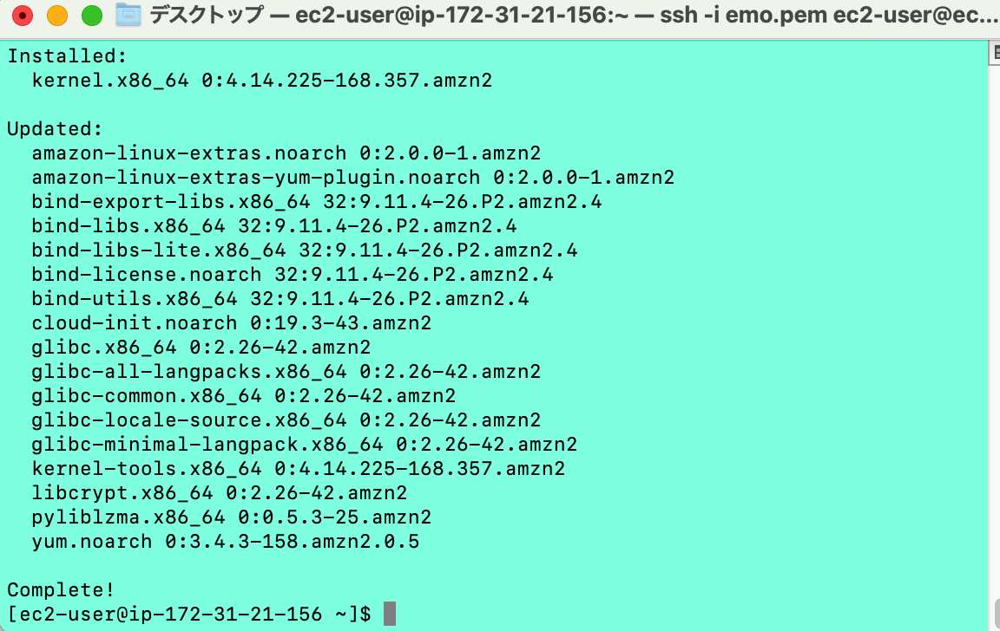 デスクトップ — ec2-user@ip-172-31-21-156:~ — ssh -i emo.pem ec2-user@ec...
Installed:
  kernel.x86_64 0:4.14.225-168.357.amzn2

Updated:
  amazon-linux-extras.noarch 0:2.0.0-1.amzn2
  amazon-linux-extras-yum-plugin.noarch 0:2.0.0-1.amzn2
  bind-export-libs.x86_64 32:9.11.4-26.P2.amzn2.4
  bind-libs.x86_64 32:9.11.4-26.P2.amzn2.4
  bind-libs-lite.x86_64 32:9.11.4-26.P2.amzn2.4
  bind-license.noarch 32:9.11.4-26.P2.amzn2.4
  bind-utils.x86_64 32:9.11.4-26.P2.amzn2.4
  cloud-init.noarch 0:19.3-43.amzn2
  glibc.x86_64 0:2.26-42.amzn2
  glibc-all-langpacks.x86_64 0:2.26-42.amzn2
  glibc-common.x86_64 0:2.26-42.amzn2
  glibc-locale-source.x86_64 0:2.26-42.amzn2
  glibc-minimal-langpack.x86_64 0:2.26-42.amzn2
  kernel-tools.x86_64 0:4.14.225-168.357.amzn2
  libcrypt.x86_64 0:2.26-42.amzn2
  pyliblzma.x86_64 0:0.5.3-25.amzn2
  yum.noarch 0:3.4.3-158.amzn2.0.5

Complete!
[ec2-user@ip-172-31-21-156 ~]$